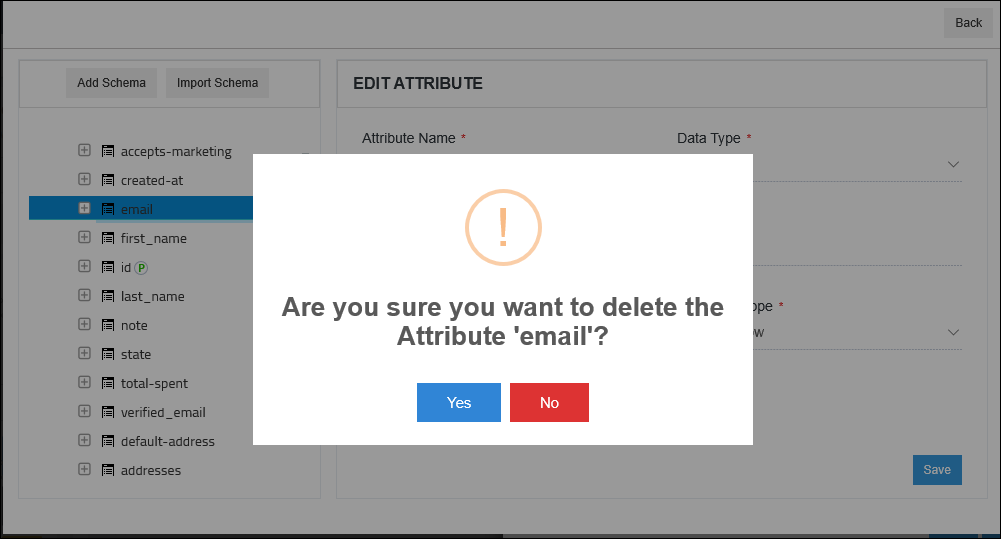 Back
Add Schema
Import Schema
EDIT ATTRIBUTE
Attribute Name *
Data Type *
accepts-marketing
created-at
email
first_name
id P
last_name
note
state
total-spent
verified_email
default-address
addresses
!
Are you sure you want to delete the
Attribute 'email'?
Yes
No
*
Save